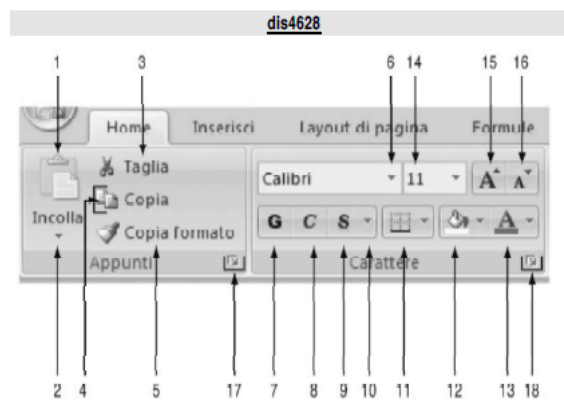 dis4628
1 3 6 14 15 16
Home Inserisci Layout di pagina Formule
Taglia
Calibri 11 A A
Copia
Incolla
G C S A
Copia formato
Appunti Carattere
2 4 5 17 7 8 9 10 11 12 13 18